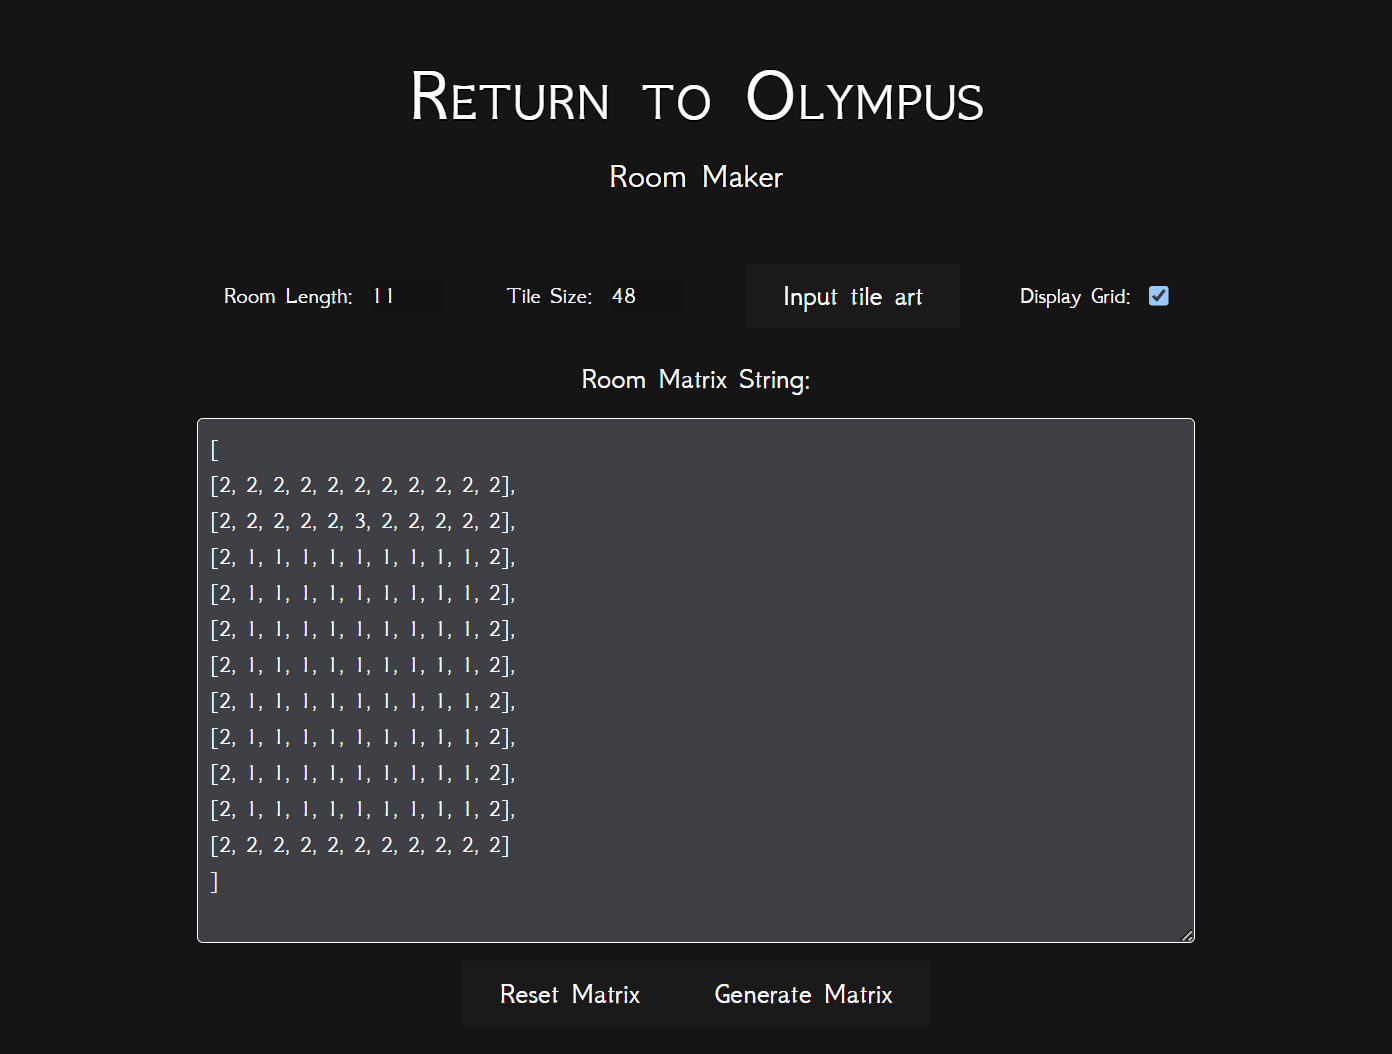 Return to Olympus
Room Maker
Room Length: 11 Tile Size: 48 Input tile art Display Grid:
Room Matrix String:
[
[2, 2, 2, 2, 2, 2, 2, 2, 2, 2, 2],
[2, 2, 2, 2, 2, 3, 2, 2, 2, 2, 2],
[2, 1, 1, 1, 1, 1, 1, 1, 1, 1, 2],
[2, 1, 1, 1, 1, 1, 1, 1, 1, 1, 2],
[2, 1, 1, 1, 1, 1, 1, 1, 1, 1, 2],
[2, 1, 1, 1, 1, 1, 1, 1, 1, 1, 2],
[2, 1, 1, 1, 1, 1, 1, 1, 1, 1, 2],
[2, 1, 1, 1, 1, 1, 1, 1, 1, 1, 2],
[2, 1, 1, 1, 1, 1, 1, 1, 1, 1, 2],
[2, 1, 1, 1, 1, 1, 1, 1, 1, 1, 2],
[2, 2, 2, 2, 2, 2, 2, 2, 2, 2, 2]
]
Reset Matrix Generate Matrix